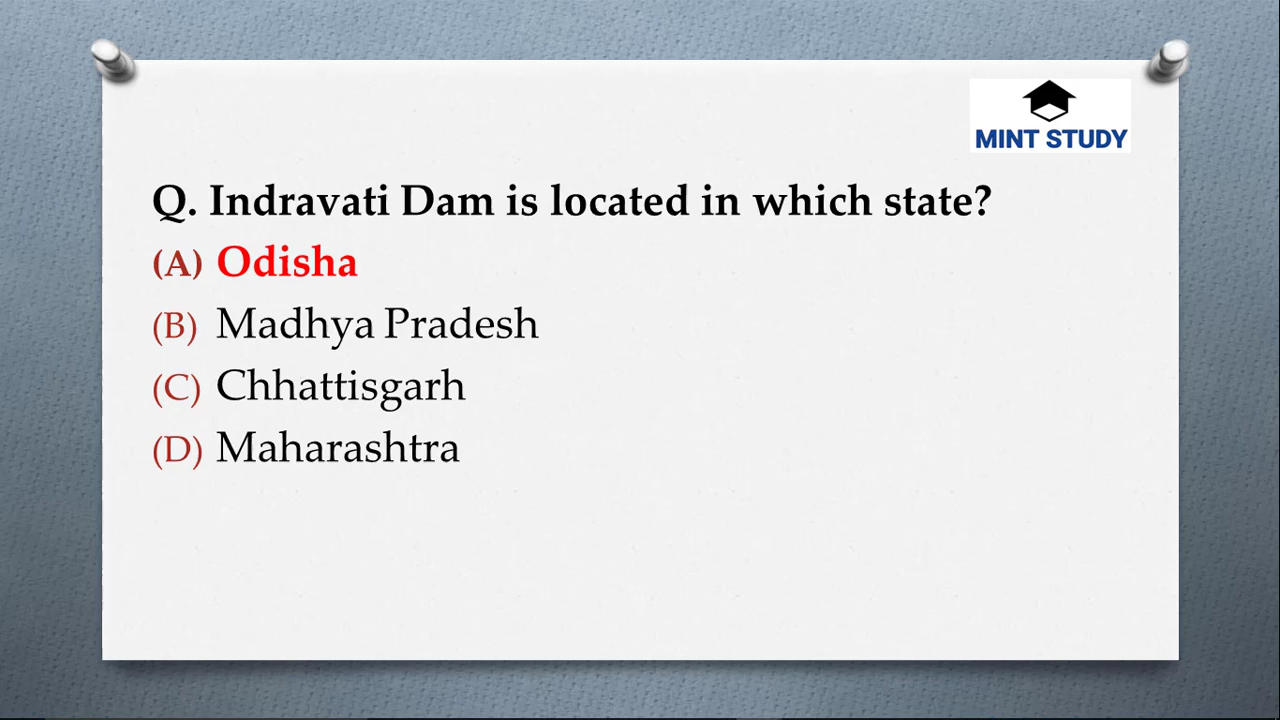 MINT STUDY
Q. Indravati Dam is located in which state?
(A) Odisha
(B) Madhya Pradesh
(C) Chhattisgarh
(D) Maharashtra